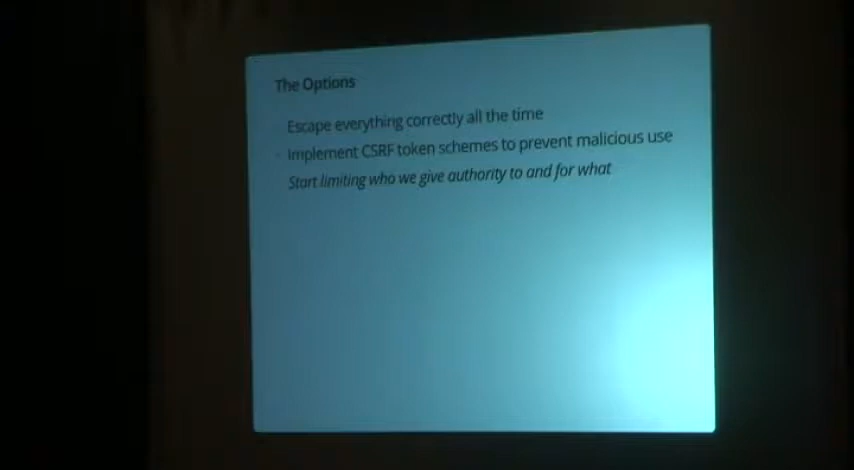 The Options
Escape everything correctly all the time
Implement CSRF token schemes to prevent malicious use
Start limiting who we give authority to and for what